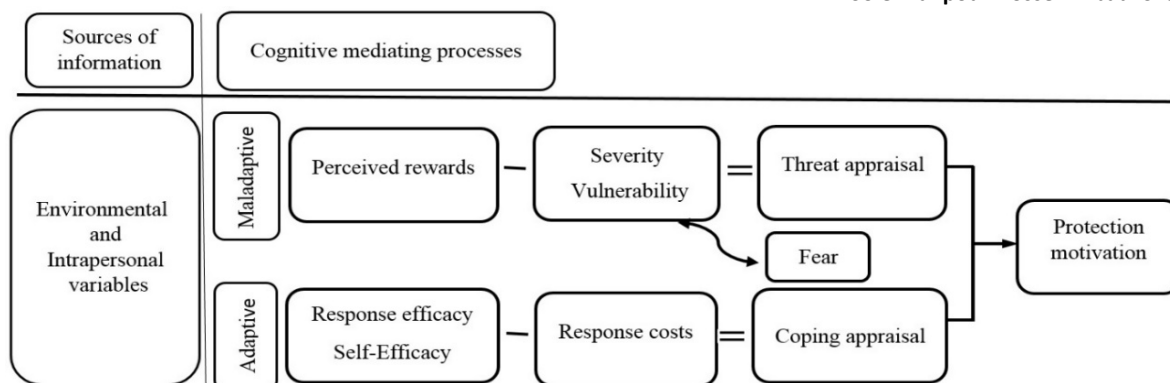 Sources of
information
Cognitive mediating processes
Environmental
and
Intrapersonal
variables
Maladaptive
Perceived rewards
Severity
Vulnerability
Threat appraisal
Fear
Protection
motivation
Adaptive
Response efficacy
Self-Efficacy
Response costs
Coping appraisal